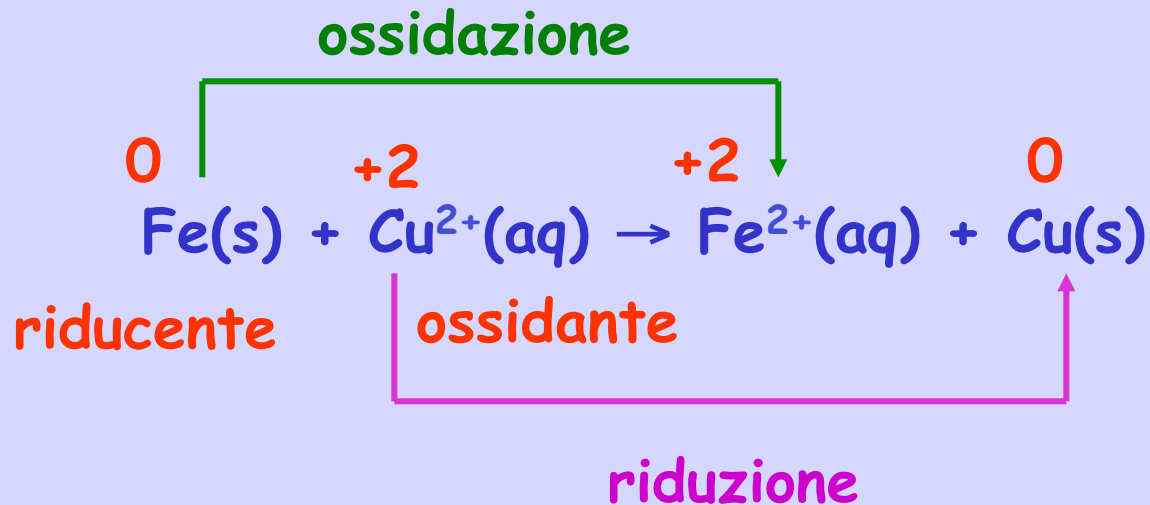 ossidazione
0 +2 +2 0
Fe(s) + Cu²⁺(aq) → Fe²⁺(aq) + Cu(s)
riducente ossidante
riduzione